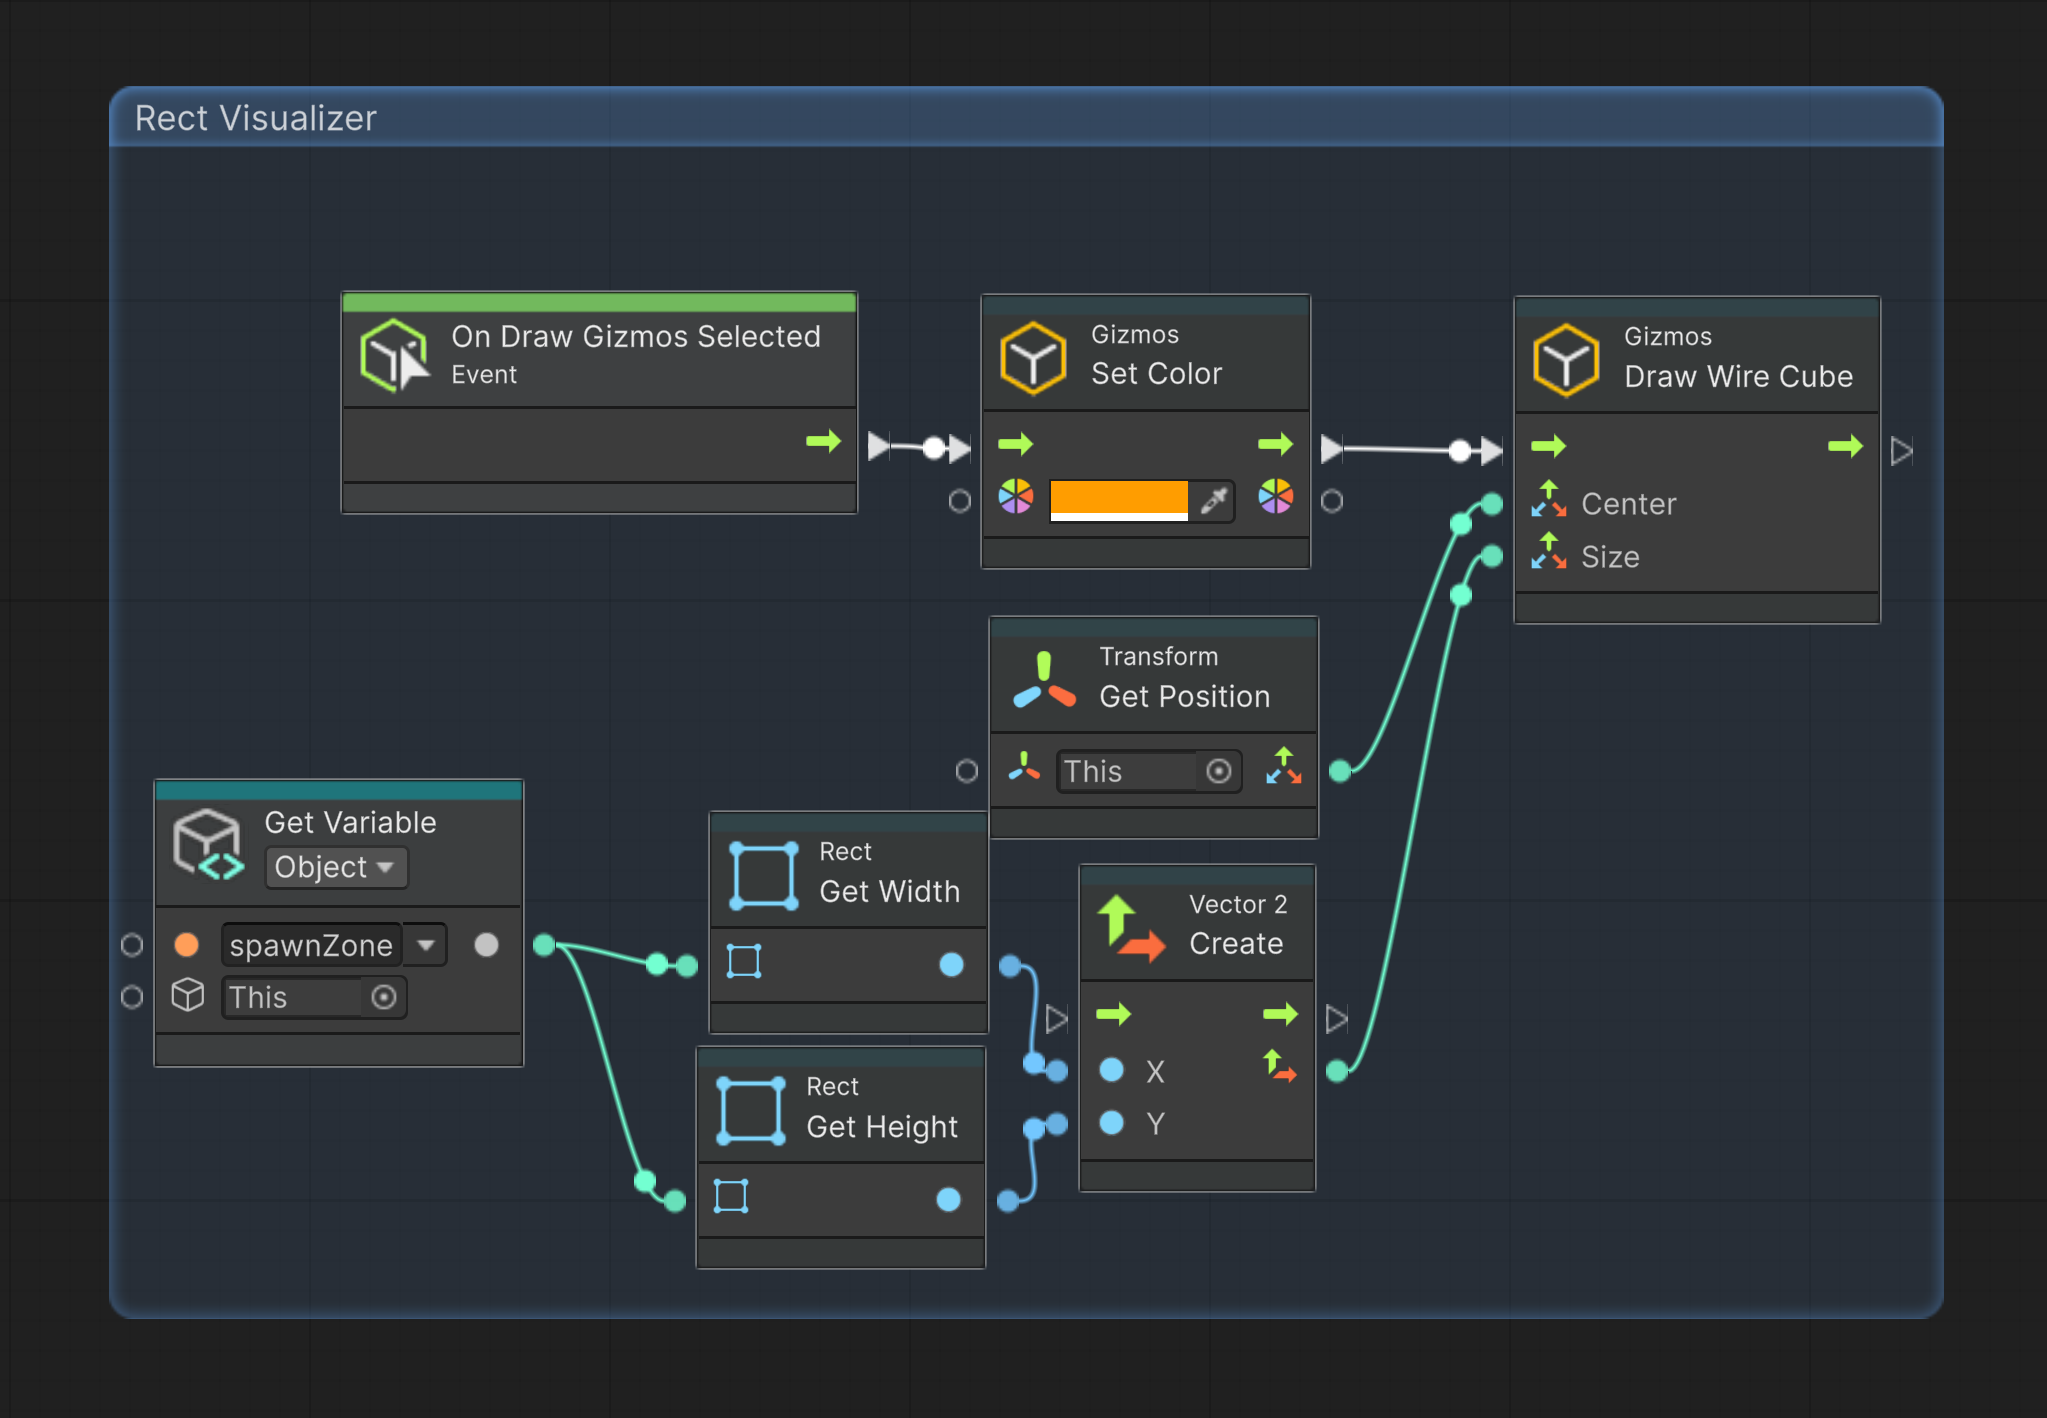 Rect Visualizer
On Draw Gizmos Selected
Event
Gizmos
Set Color
Gizmos
Draw Wire Cube
Center
Size
Transform
Get Position
This
Get Variable
Object
spawnZone
This
Rect
Get Width
Rect
Get Height
Vector 2
Create
X
Y